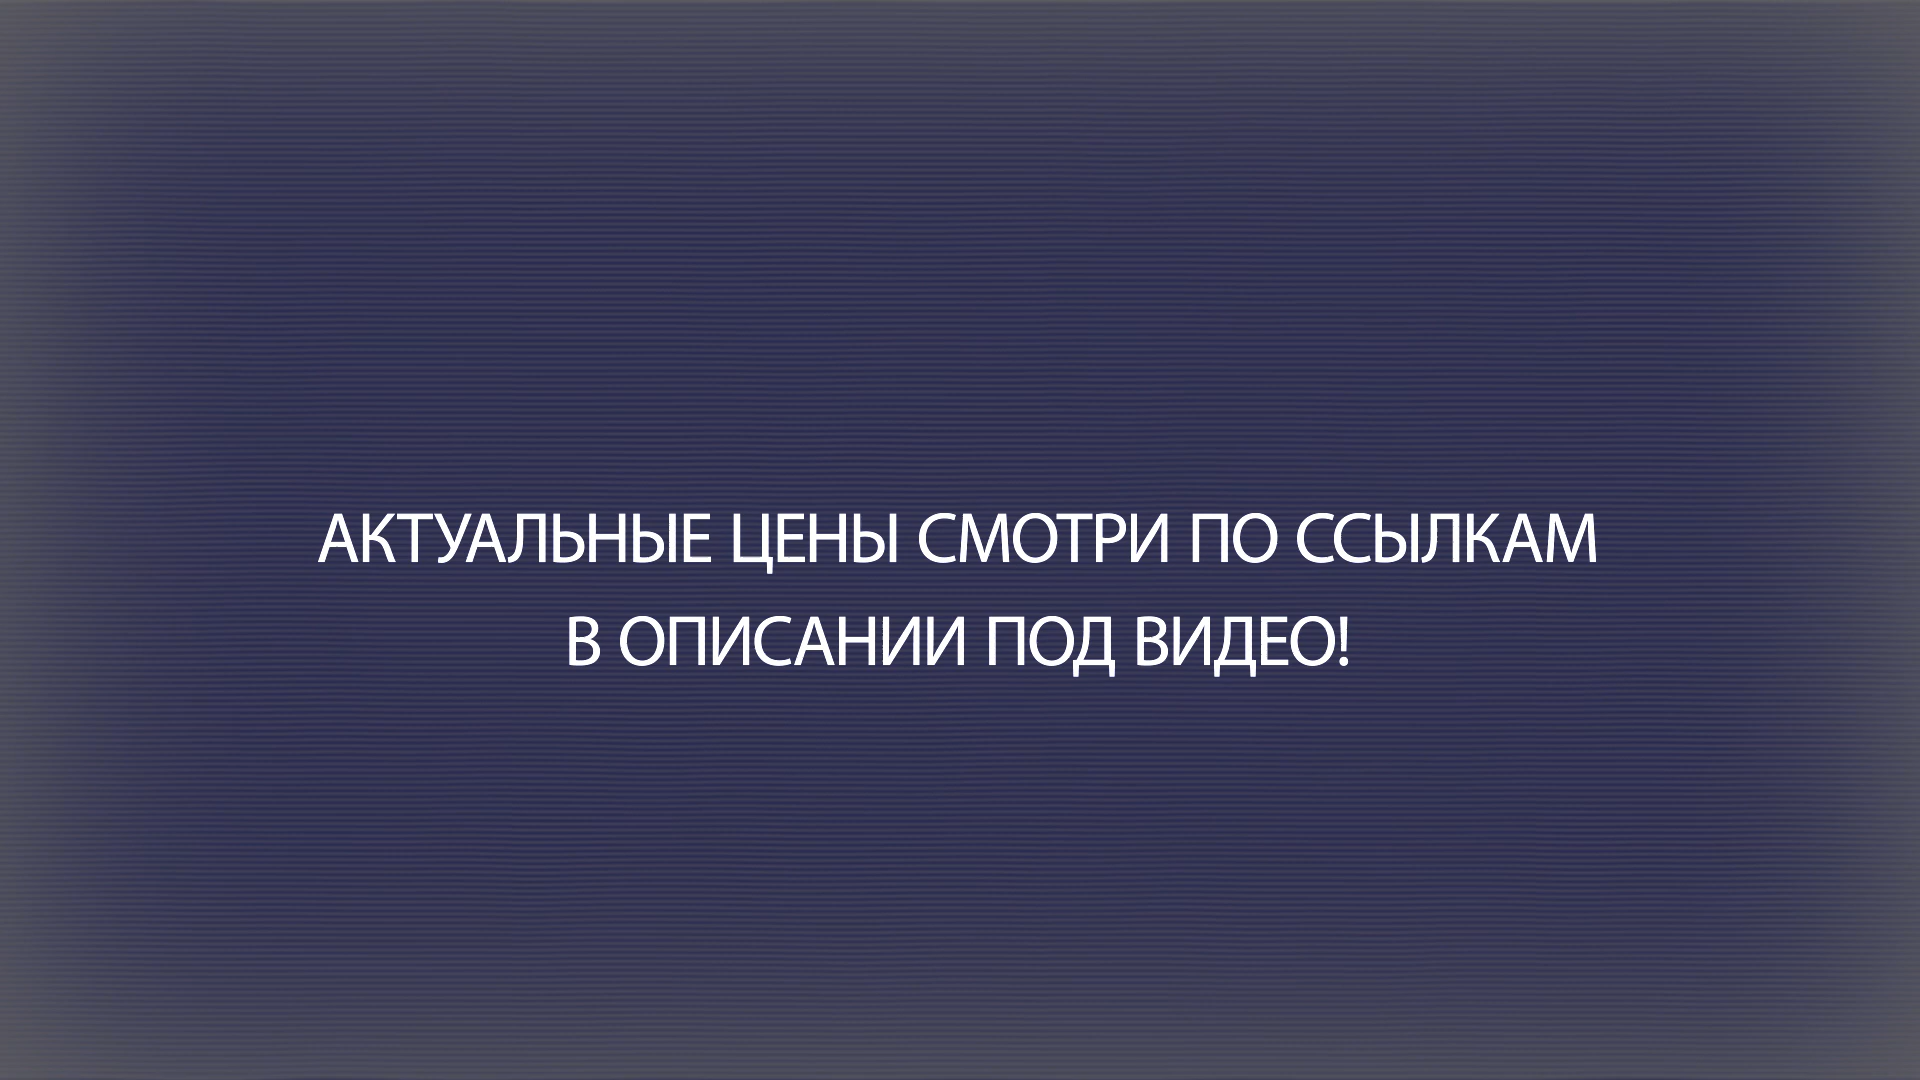 АКТУАЛЬНЫЕ ЦЕНЫ СМОТРИ ПО ССЫЛКАМ
В ОПИСАНИИ ПОД ВИДЕО!